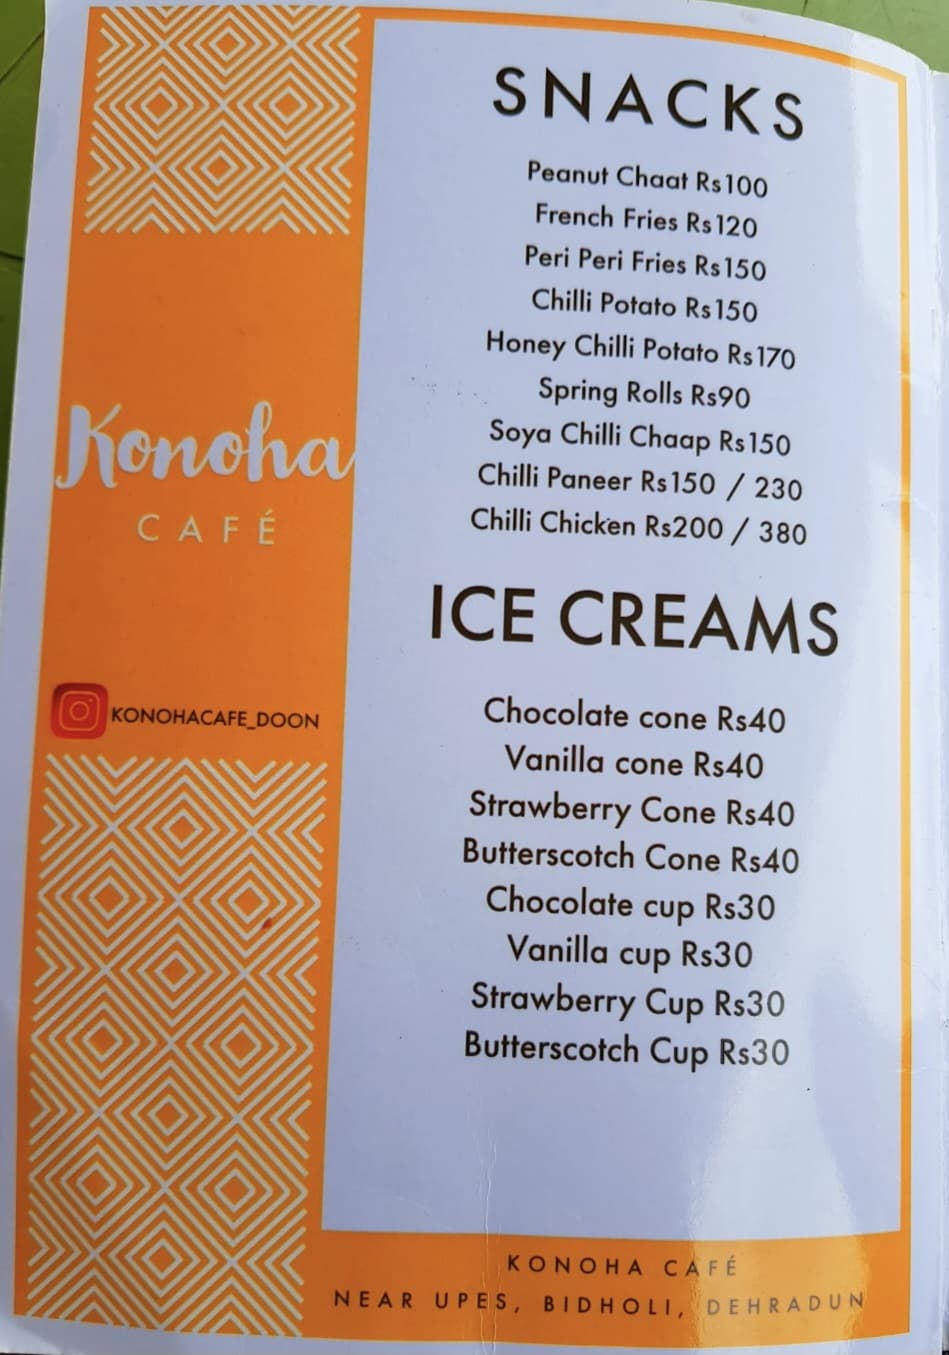 SNACKS
Peanut Chaat Rs100
French Fries Rs120
Peri Peri Fries Rs150
Chilli Potato Rs150
Honey Chilli Potato Rs170
Spring Rolls Rs90
Soya Chilli Chaap Rs150
Chilli Paneer Rs150 / 230
Chilli Chicken Rs200 / 380
Konoha
CAFÉ
KONOHACAFE_DOON
ICE CREAMS
Chocolate cone Rs40
Vanilla cone Rs40
Strawberry Cone Rs40
Butterscotch Cone Rs40
Chocolate cup Rs30
Vanilla cup Rs30
Strawberry Cup Rs30
Butterscotch Cup Rs30
KONOHA CAFÉ
NEAR UPES, BIDHOLI, DEHRADUN